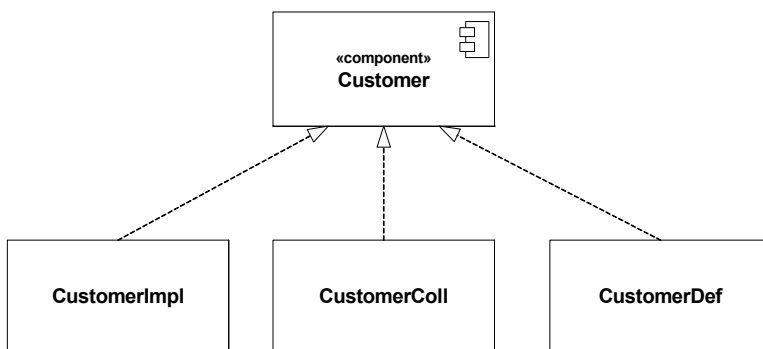 «component»
Customer
CustomerImpl
CustomerColl
CustomerDef